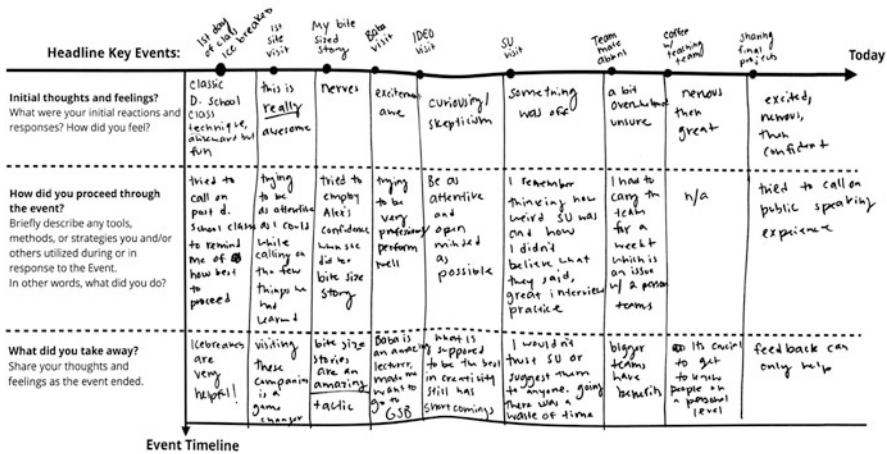 Headline Key Events:
1st day
of class
Ice breaker
1st
site
visit
My bite
sized
story
Baba
visit
IDEO
visit
SU
visit
Team
mate
absent
coffee
w/
teaching
team
sharing
final
projects
Today
Initial thoughts and feelings?
What were your initial reactions and
responses? How did you feel?
classic
D. School
class
technique,
awkward but
fun
this is
really
awesome
nerves
excitement
awe
curiousity/
skepticism
something
was off
a bit
overwhelmed
unsure
nervous
then
great
excited,
nervous,
then
confident
How did you proceed through
the event?
Briefly describe any tools,
methods, or strategies you and/or
others utilized during or in
response to the Event.
In other words, what did you do?
tried to
call on
past d.
school class
to remind
me of
how best
to
proceed
trying
to be
as attentive
as I could
while
calling on
the few
things he
had
learned
tried to
employ
Alex's
confidence
when she
did her
bite size
story
trying
to be
very
professional
perform
well
Be as
attentive
and
open
minded
as
possible
I remember
thinking how
weird SU was
and how
I didn't
believe what
they said,
great interview
practice
I had to
carry the
team
for a
week
which is
an issue
w/ 2 person
teams
n/a
tried to call on
public speaking
experience
What did you take away?
Share your thoughts and
feelings as the event ended.
Icebreakers
are
very
helpful!
visiting
these
companies
is a
game
changer
bite size
stories
are an
amazing
tactic
Baba is
an amazing
lecturer,
made me
want to
go to
GSB
what is
supposed
to be the best
in creativity
still has
shortcomings
I wouldn't
trust SU or
suggest them
to anyone. going
there was a
waste of time
bigger
teams
have
benefits
Its crucial
to get
to know
people on
a personal
level
feedback can
only help
Event Timeline